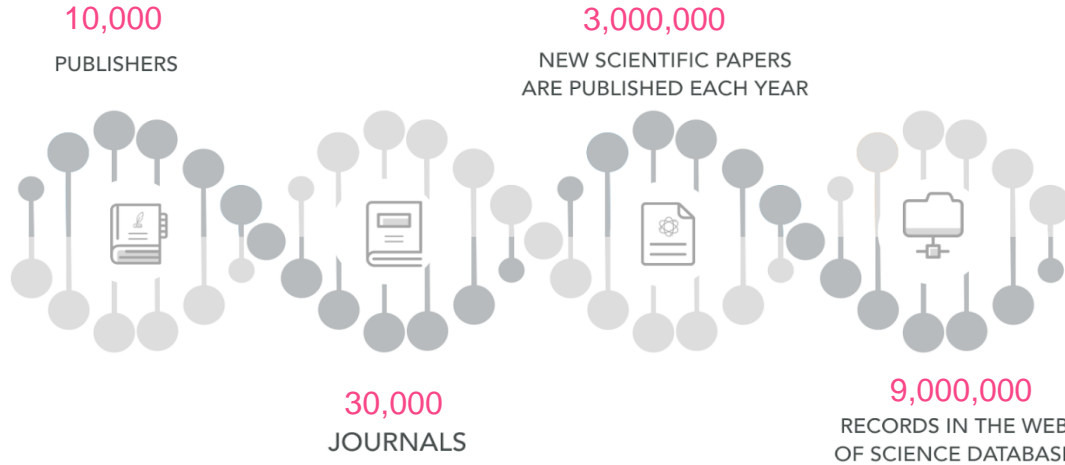 10,000
PUBLISHERS
3,000,000
NEW SCIENTIFIC PAPERS
ARE PUBLISHED EACH YEAR
30,000
JOURNALS
9,000,000
RECORDS IN THE WEB
OF SCIENCE DATABASE